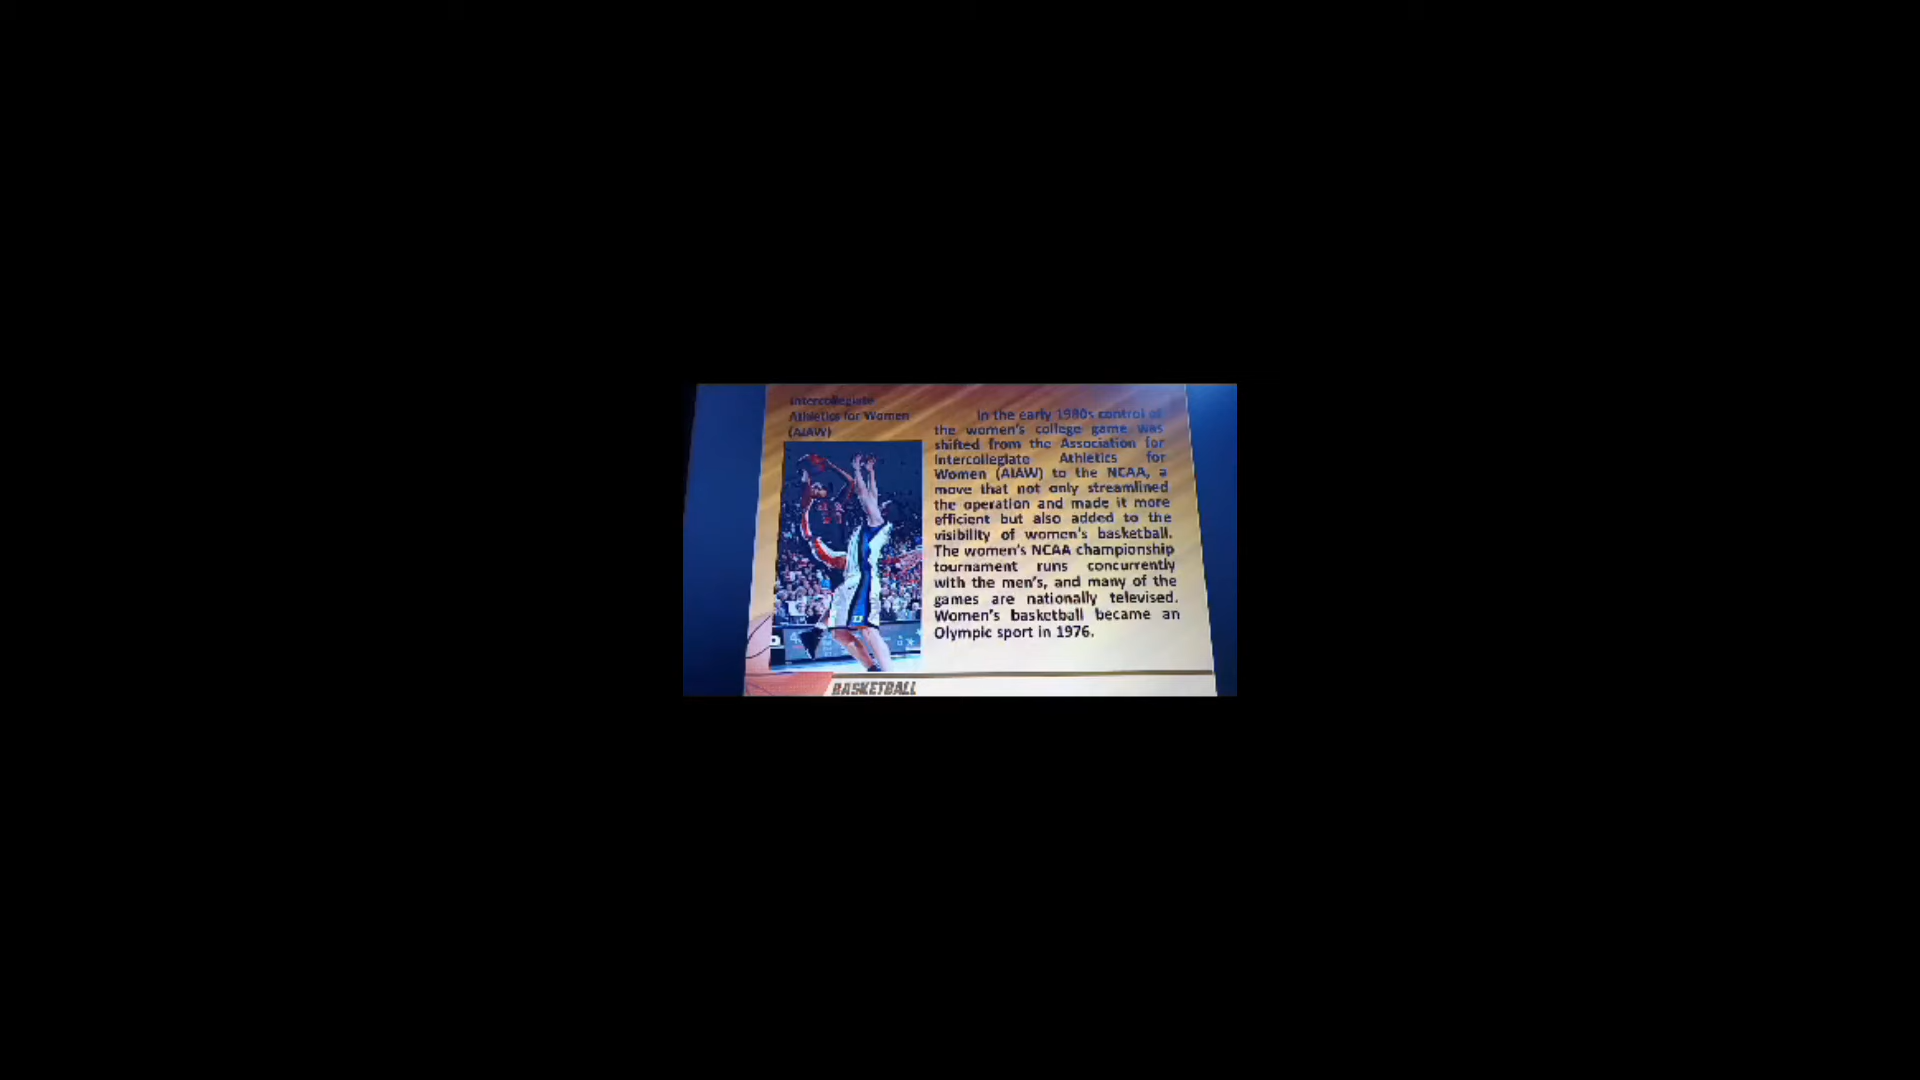 Intercollegiate
Athletics for Women
(AIAW)
In the early 1980s control of
the women's college game was
shifted from the Association for
Intercollegiate Athletics for
Women (AIAW) to the NCAA, a
move that not only streamlined
the operation and made it more
efficient but also added to the
visibility of women's basketball.
The women's NCAA championship
tournament runs concurrently
with the men's, and many of the
games are nationally televised.
Women's basketball became an
Olympic sport in 1976.
BASKETBALL